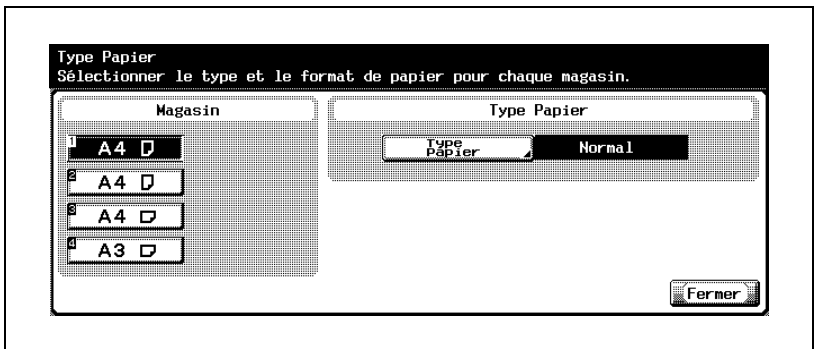 Type Papier
Sélectionner le type et le format de papier pour chaque magasin.
Magasin
Type Papier
1 A4
Type
Papier
Normal
2 A4
3 A4
4 A3
Fermer